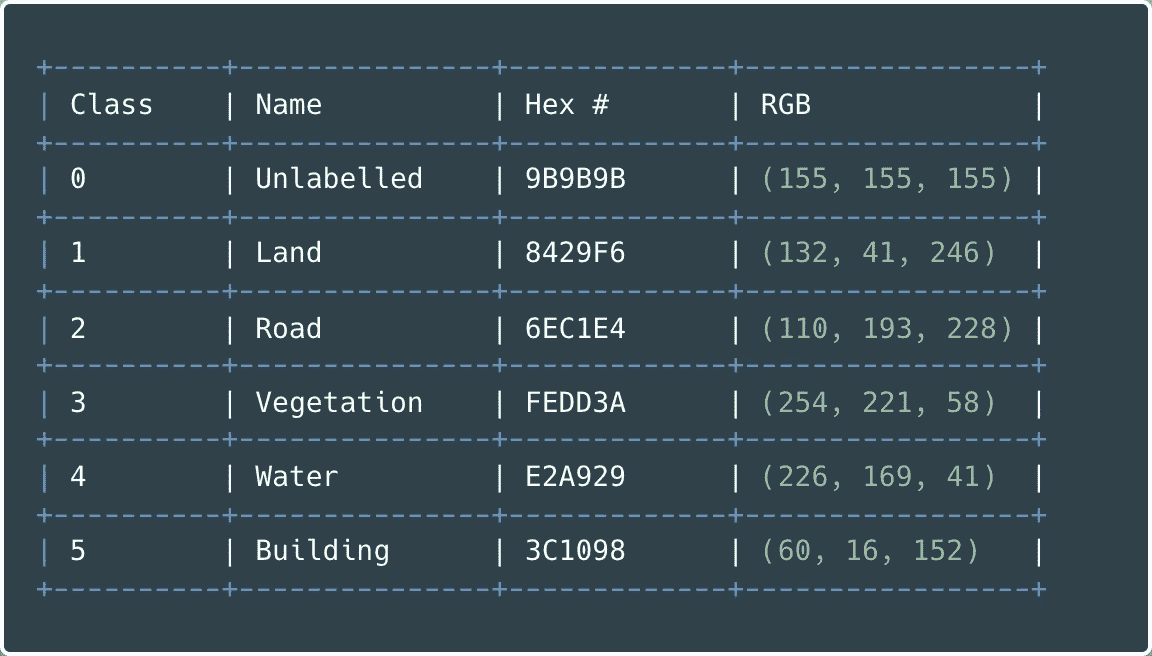 +----------+---------------+-------------+-----------------+
| Class    | Name          | Hex #       | RGB             |
+----------+---------------+-------------+-----------------+
| 0        | Unlabelled    | 9B9B9B      | (155, 155, 155) |
+----------+---------------+-------------+-----------------+
| 1        | Land          | 8429F6      | (132, 41, 246)  |
+----------+---------------+-------------+-----------------+
| 2        | Road          | 6EC1E4      | (110, 193, 228) |
+----------+---------------+-------------+-----------------+
| 3        | Vegetation    | FEDD3A      | (254, 221, 58)  |
+----------+---------------+-------------+-----------------+
| 4        | Water         | E2A929      | (226, 169, 41)  |
+----------+---------------+-------------+-----------------+
| 5        | Building      | 3C1098      | (60, 16, 152)   |
+----------+---------------+-------------+-----------------+